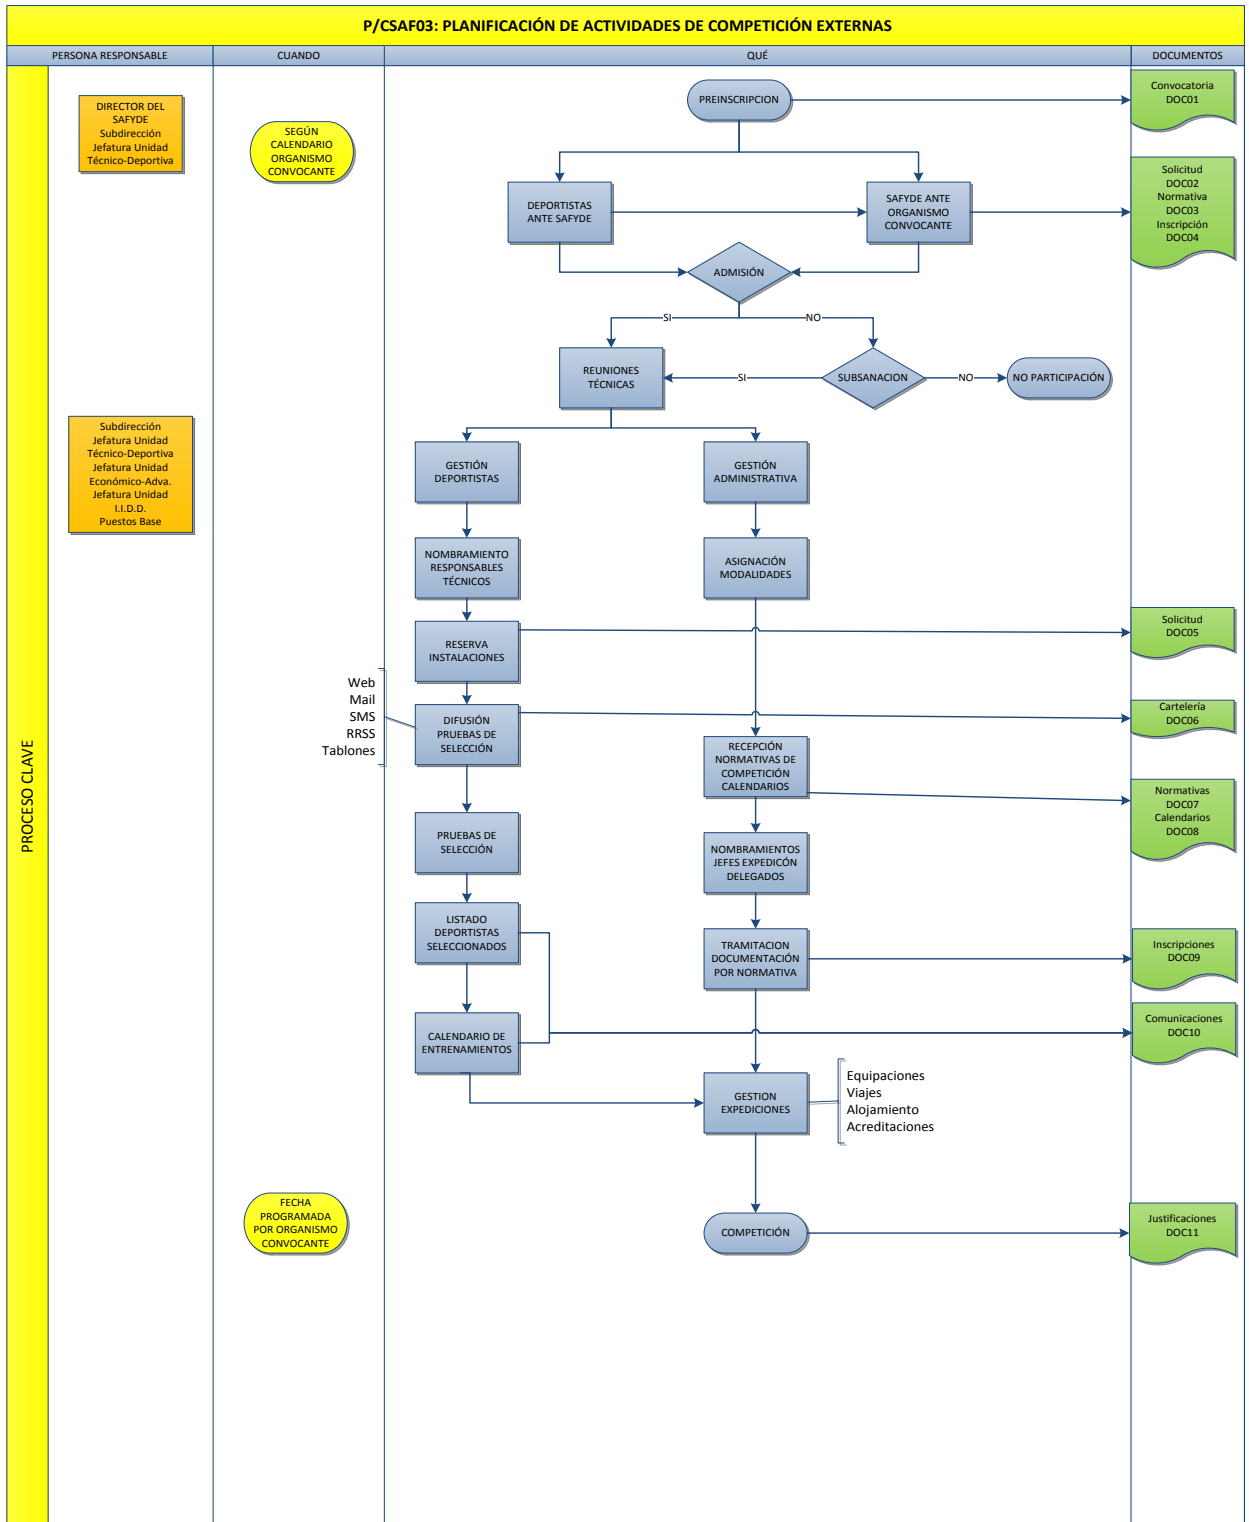 P/CSAF03: PLANIFICACIÓN DE ACTIVIDADES DE COMPETICIÓN EXTERNAS
PERSONA RESPONSABLE
CUANDO
QUÉ
DOCUMENTOS
PROCESO CLAVE
DIRECTOR DEL
SAFYDE
Subdirección
Jefatura Unidad
Técnico-Deportiva
SEGÚN
CALENDARIO
ORGANISMO
CONVOCANTE
PREINSCRIPCION
Convocatoria
DOC01
DEPORTISTAS
ANTE SAFYDE
SAFYDE ANTE
ORGANISMO
CONVOCANTE
Solicitud
DOC02
Normativa
DOC03
Inscripción
DOC04
ADMISIÓN
SI
NO
REUNIONES
TÉCNICAS
SI
SUBSANACION
NO
NO PARTICIPACIÓN
Subdirección
Jefatura Unidad
Técnico-Deportiva
Jefatura Unidad
Económico-Adva.
Jefatura Unidad
I.I.D.D.
Puestos Base
GESTIÓN
DEPORTISTAS
GESTIÓN
ADMINISTRATIVA
NOMBRAMIENTO
RESPONSABLES
TÉCNICOS
ASIGNACIÓN
MODALIDADES
RESERVA
INSTALACIONES
Solicitud
DOC05
Web
Mail
SMS
RRSS
Tablones
DIFUSIÓN
PRUEBAS DE
SELECCIÓN
Cartelería
DOC06
RECEPCIÓN
NORMATIVAS DE
COMPETICIÓN
CALENDARIOS
Normativas
DOC07
Calendarios
DOC08
PRUEBAS DE
SELECCIÓN
NOMBRAMIENTOS
JEFES EXPEDICÓN
DELEGADOS
LISTADO
DEPORTISTAS
SELECCIONADOS
TRAMITACION
DOCUMENTACIÓN
POR NORMATIVA
Inscripciones
DOC09
CALENDARIO DE
ENTRENAMIENTOS
Comunicaciones
DOC10
GESTION
EXPEDICIONES
Equipaciones
Viajes
Alojamiento
Acreditaciones
FECHA
PROGRAMADA
POR ORGANISMO
CONVOCANTE
COMPETICIÓN
Justificaciones
DOC11